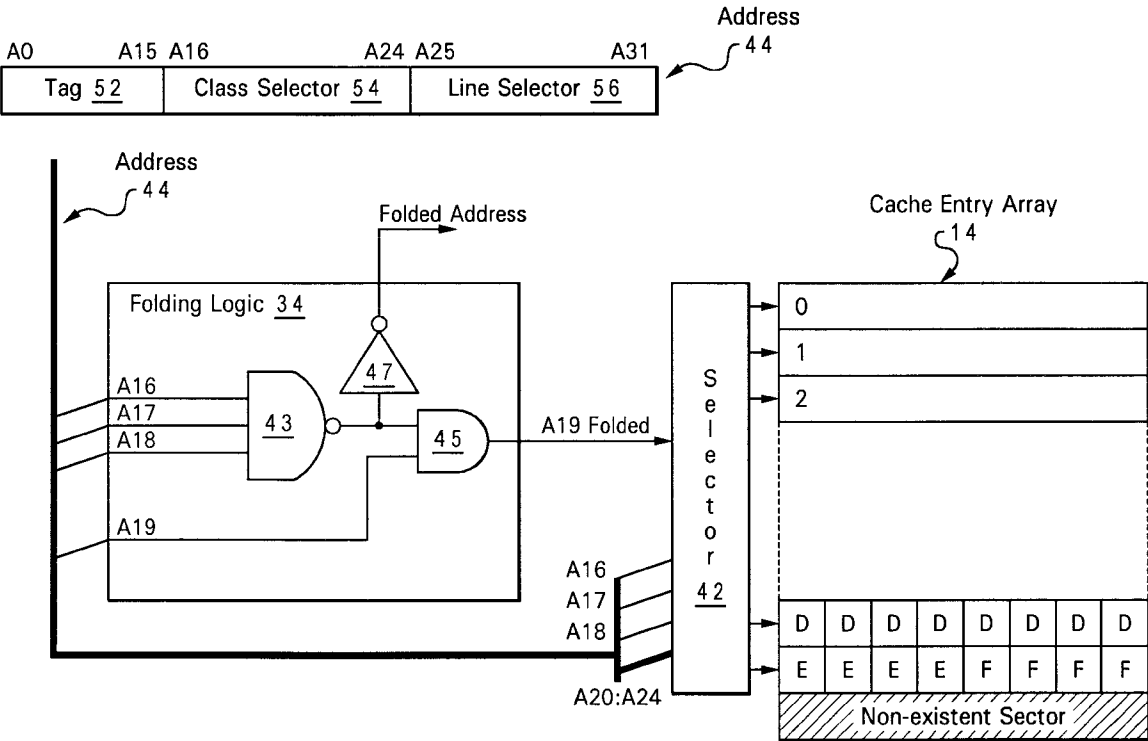 Address
44
A0 A15 A16 A24 A25 A31
Tag 52 Class Selector 54 Line Selector 56
Address
44
Folded Address
Cache Entry Array
14
Folding Logic 34
47
A16
A17
A18
43
45
A19 Folded
A19
Selector
42
0
1
2
A16
A17
A18
A20:A24
D D D D D D D D
E E E E F F F F
Non-existent Sector